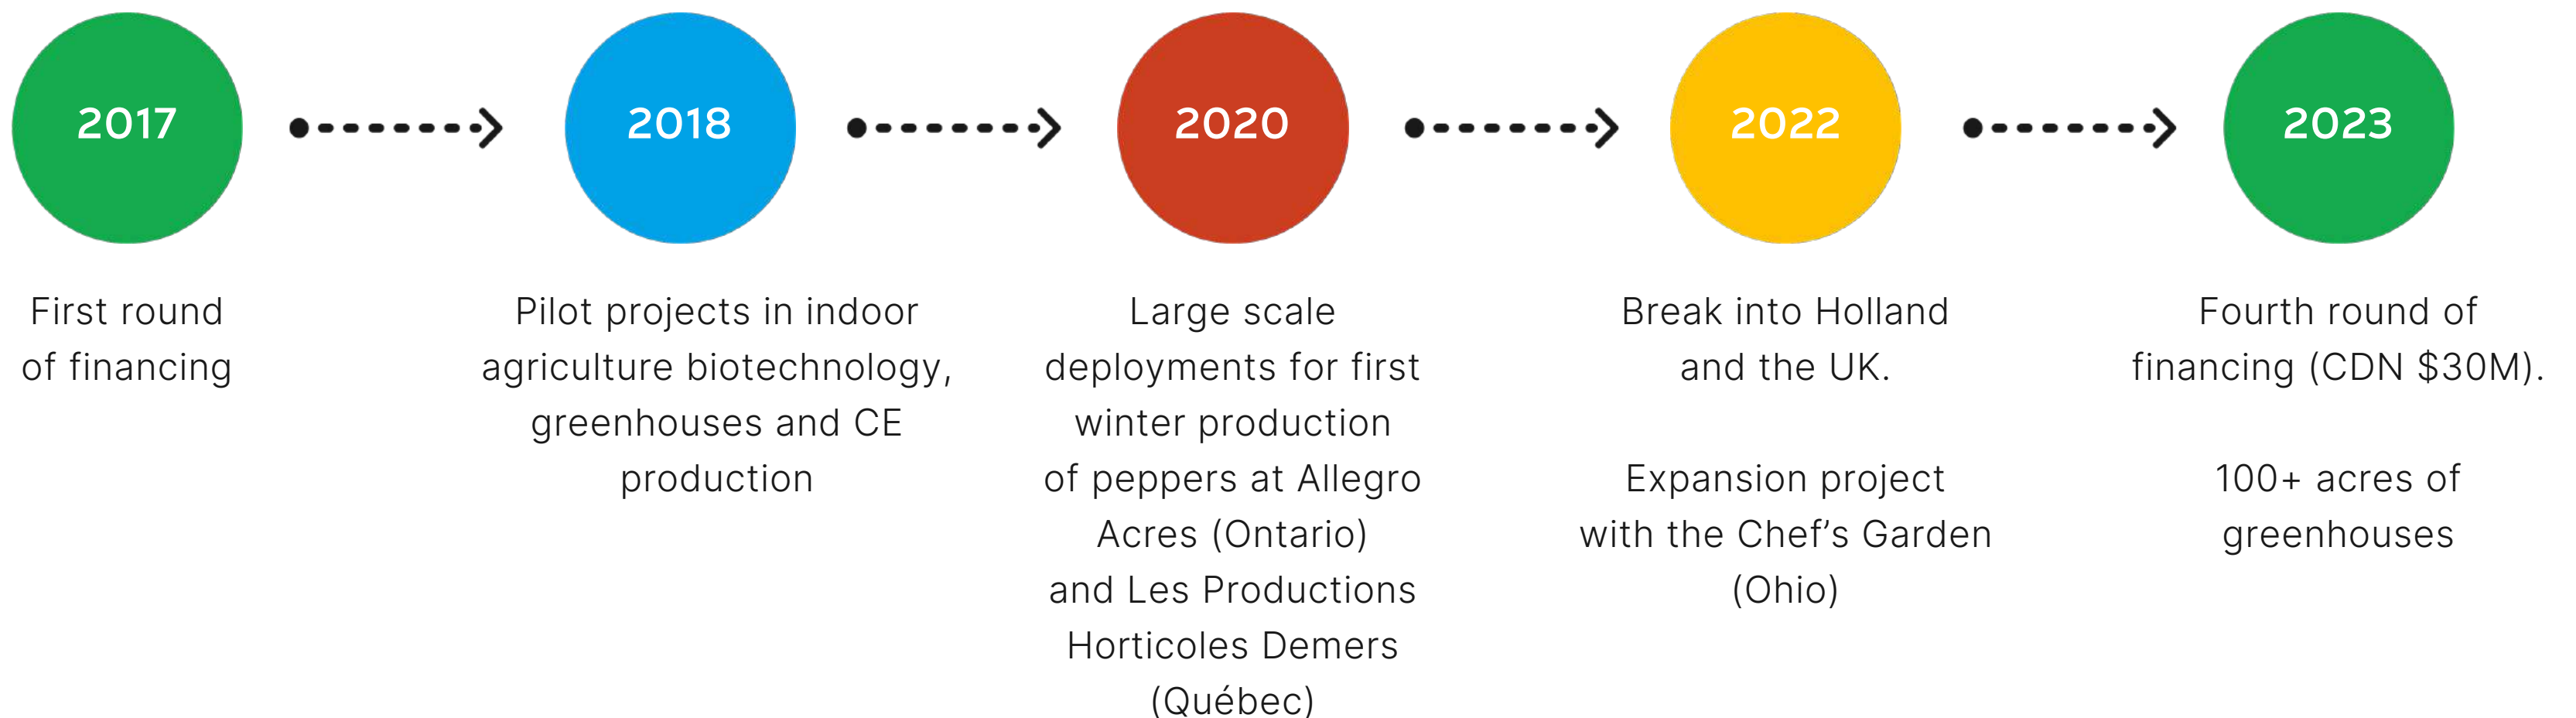 2017
First round
of financing
2018
Pilot projects in indoor
agriculture biotechnology,
greenhouses and CE
production
2020
Large scale
deployments for first
winter production
of peppers at Allegro
Acres (Ontario)
and Les Productions
Horticoles Demers
(Québec)
2022
Break into Holland
and the UK.
Expansion project
with the Chef’s Garden
(Ohio)
2023
Fourth round of
financing (CDN $30M).
100+ acres of
greenhouses